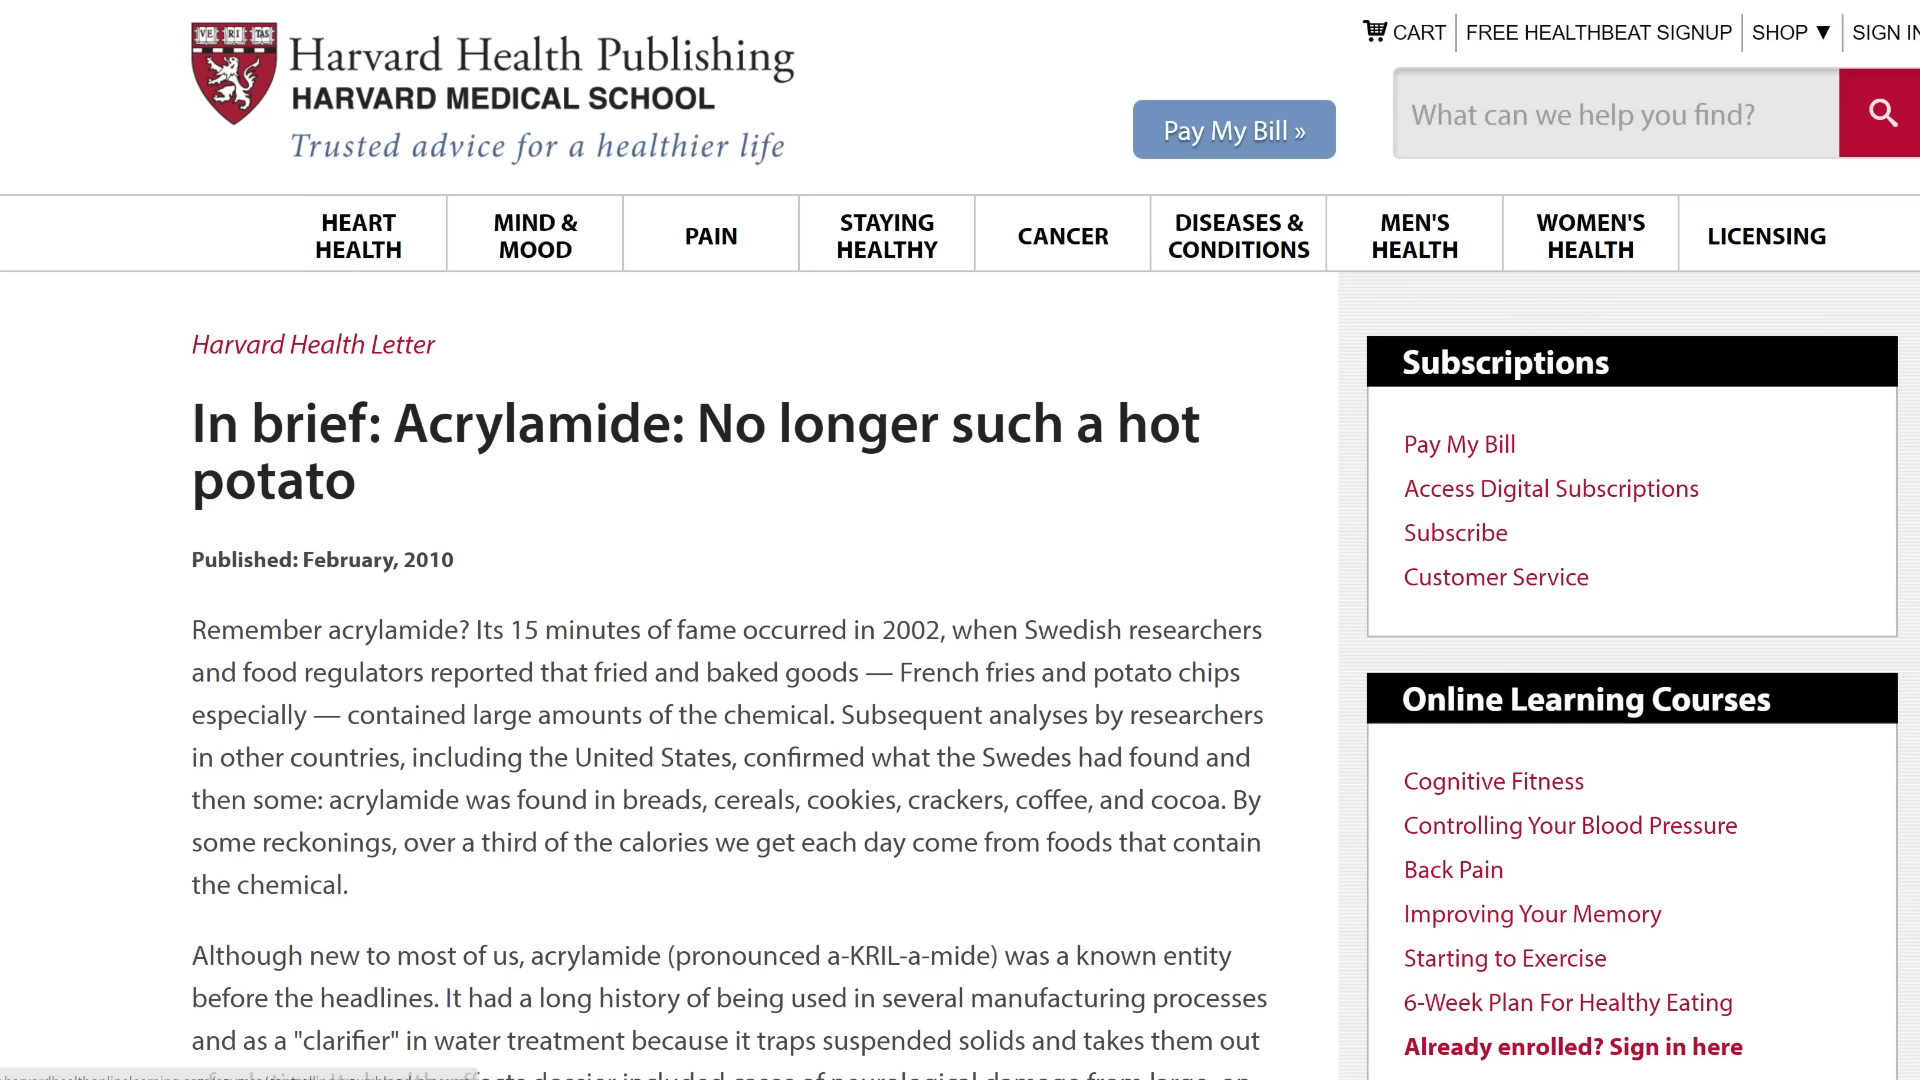 VE RI TAS
Harvard Health Publishing
HARVARD MEDICAL SCHOOL
Trusted advice for a healthier life
CART
FREE HEALTHBEAT SIGNUP
SHOP ▼
SIGN IN
Pay My Bill »
What can we help you find?
HEART HEALTH
MIND & MOOD
PAIN
STAYING HEALTHY
CANCER
DISEASES & CONDITIONS
MEN'S HEALTH
WOMEN'S HEALTH
LICENSING
Harvard Health Letter
In brief: Acrylamide: No longer such a hot
potato
Published: February, 2010
Remember acrylamide? Its 15 minutes of fame occurred in 2002, when Swedish researchers
and food regulators reported that fried and baked goods — French fries and potato chips
especially — contained large amounts of the chemical. Subsequent analyses by researchers
in other countries, including the United States, confirmed what the Swedes had found and
then some: acrylamide was found in breads, cereals, cookies, crackers, coffee, and cocoa. By
some reckonings, over a third of the calories we get each day come from foods that contain
the chemical.
Although new to most of us, acrylamide (pronounced a-KRIL-a-mide) was a known entity
before the headlines. It had a long history of being used in several manufacturing processes
and as a "clarifier" in water treatment because it traps suspended solids and takes them out
dossier included cases of neurological damage from large, on
Subscriptions
Pay My Bill
Access Digital Subscriptions
Subscribe
Customer Service
Online Learning Courses
Cognitive Fitness
Controlling Your Blood Pressure
Back Pain
Improving Your Memory
Starting to Exercise
6-Week Plan For Healthy Eating
Already enrolled? Sign in here